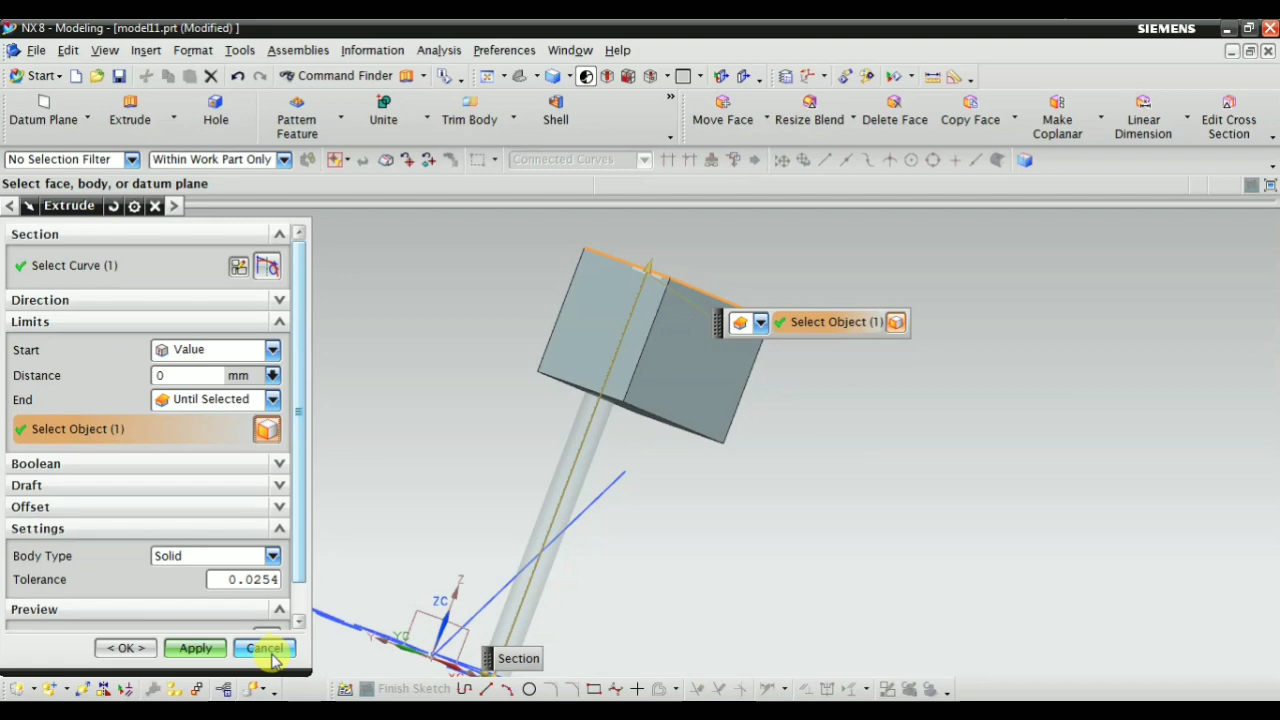 NX 8 - Modeling - [model11.prt (Modified) ]
SIEMENS
File Edit View Insert Format Tools Assemblies Information Analysis Preferences Window Help
Start Command Finder
Datum Plane Extrude Hole Pattern Feature Unite Trim Body Shell Move Face Resize Blend Delete Face Copy Face Make Coplanar Linear Dimension Edit Cross Section
No Selection Filter Within Work Part Only Connected Curves
Select face, body, or datum plane
Extrude
Section
Select Curve (1)
Direction
Limits
Start Value
Distance 0 mm
End Until Selected
Select Object (1)
Boolean
Draft
Offset
Settings
Body Type Solid
Tolerance 0.0254
Preview
< OK > Apply Cancel
Select Object (1)
Z
ZC
Y YC
Section
Finish Sketch